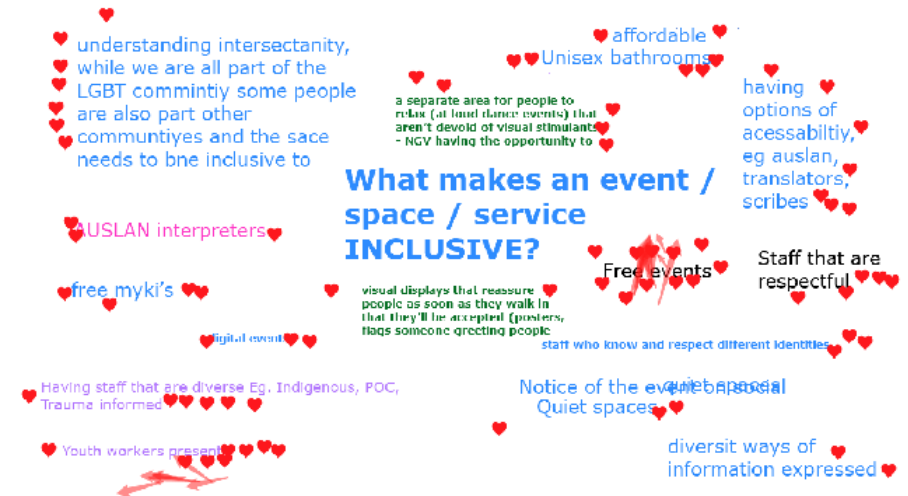 understanding intersectanity,
while we are all part of the
LGBT commintiy some people
are also part other
communtiyes and the sace
needs to bne inclusive to
affordable
Unisex bathrooms
a separate area for people to
relax (at loud dance events) that
aren't devoid of visual stimulants
- NGV having the opportunity to
having
options of
acessabiltiy,
eg auslan,
translators,
scribes
What makes an event /
space / service
INCLUSIVE?
AUSLAN interpreters
Free events
Staff that are
respectful
free myki's
visual displays that reassure
people as soon as they walk in
that they'll be accepted (posters,
flags someone greeting people
digital events
staff who know and respect different identities
Having staff that are diverse Eg. Indigenous, POC,
Trauma informed
Notice of the event on social
quiet spaces
Quiet spaces
Youth workers present
diversit ways of
information expressed